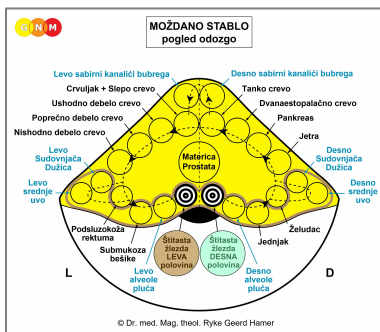 GNM
MOŽDANO STABLO
pogled odozgo
Levo sabirni kanalići bubrega
Desno sabirni kanalići bubrega
Crvuljak + Slepo crevo
Tanko crevo
Ushodno debelo crevo
Dvanaestopalačno crevo
Poprečno debelo crevo
Pankreas
Nishodno debelo crevo
Jetra
Levo
Sudovnjača
Dužica
Desno
Sudovnjača
Dužica
Materica
Prostata
Levo
srednje
uvo
Desno
srednje
uvo
Podsluzokoža
rektuma
Submukoza
bešike
Levo
alveole
pluća
Štitasta
žlezda
LEVA
polovina
Štitasta
žlezda
DESNA
polovina
Desno
alveole
pluća
Jednjak
Želudac
L
D
© Dr. med. Mag. theol. Ryke Geerd Hamer